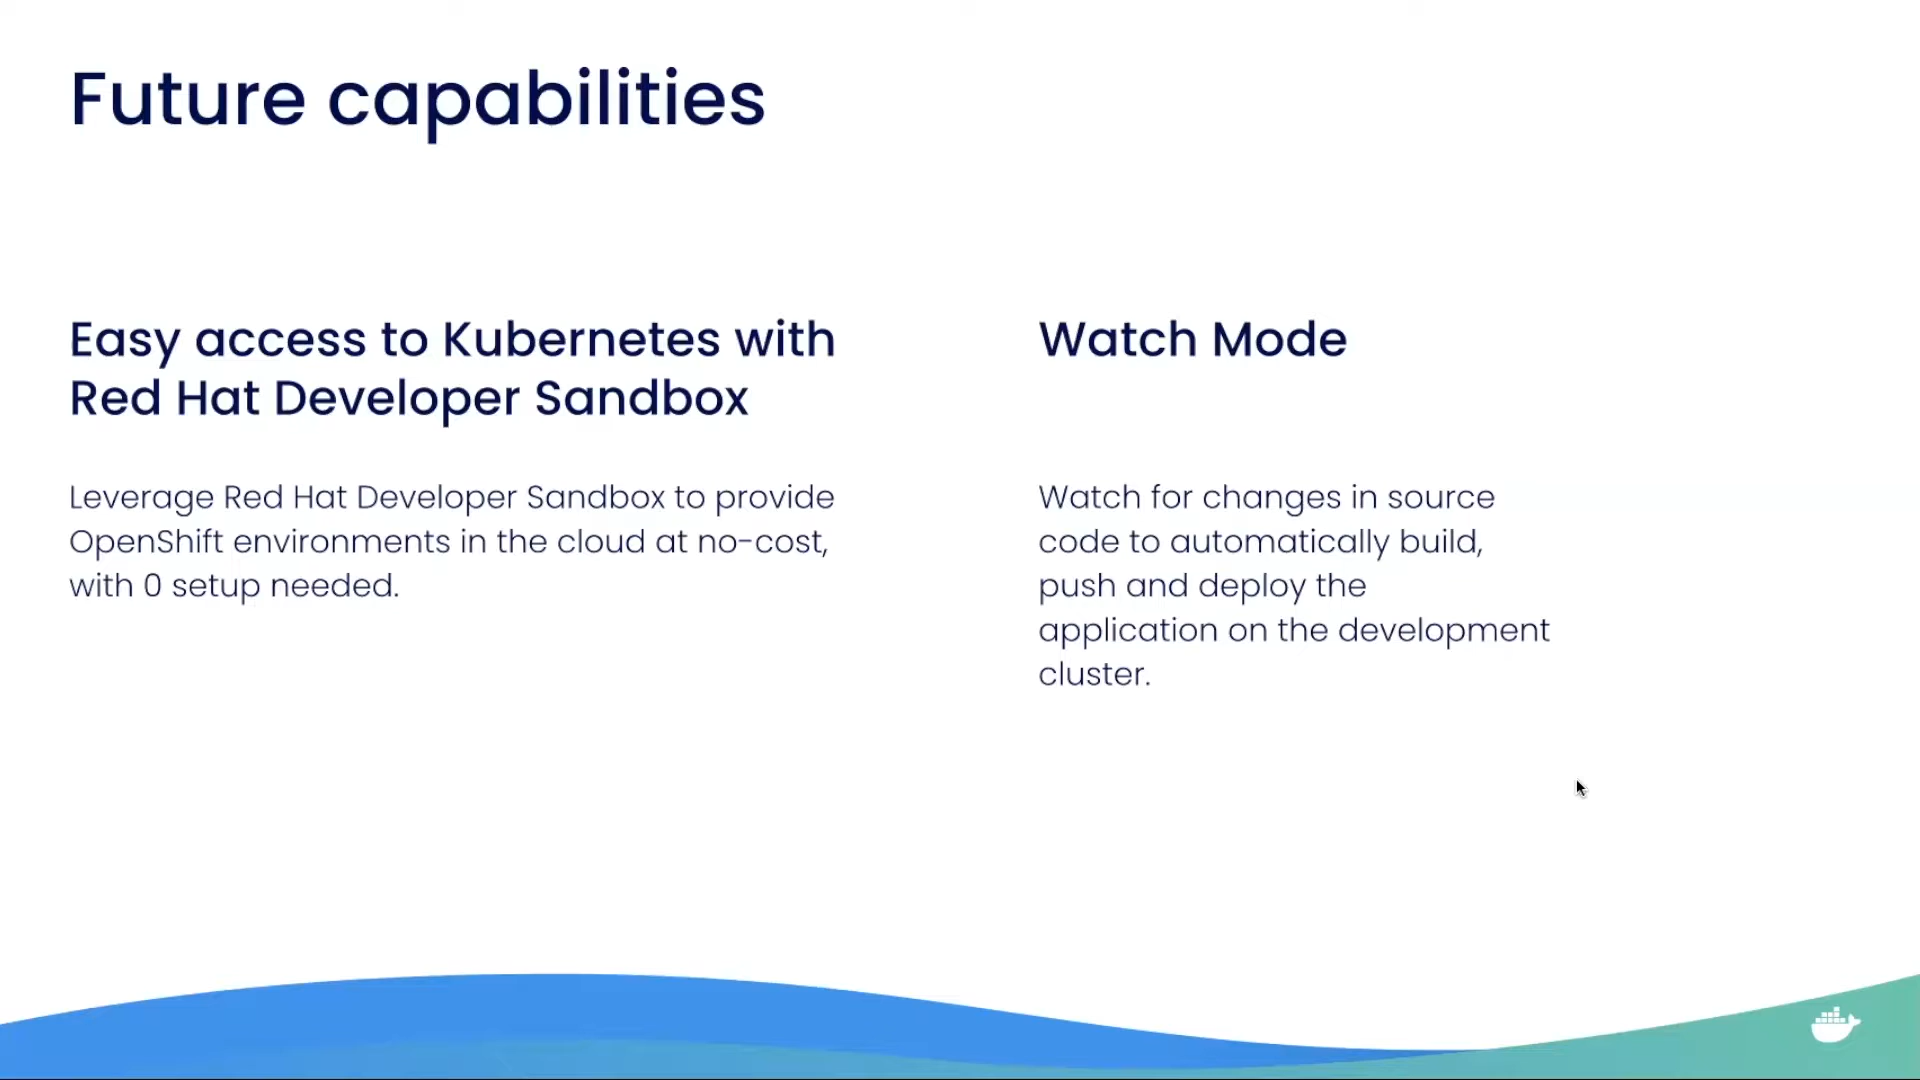 Future capabilities
Easy access to Kubernetes with
Red Hat Developer Sandbox
Leverage Red Hat Developer Sandbox to provide
OpenShift environments in the cloud at no-cost,
with 0 setup needed.
Watch Mode
Watch for changes in source
code to automatically build,
push and deploy the
application on the development
cluster.